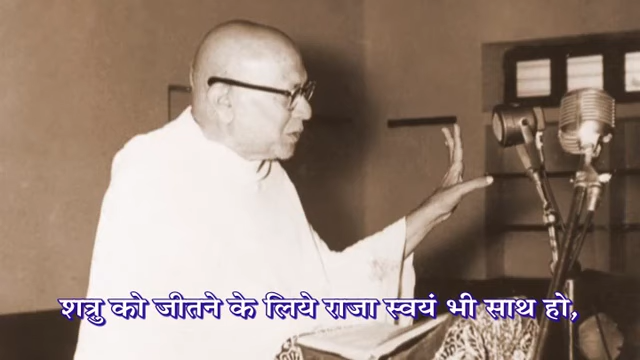 शत्रु को जीतने के लिये राजा स्वयं भी साथ हो,